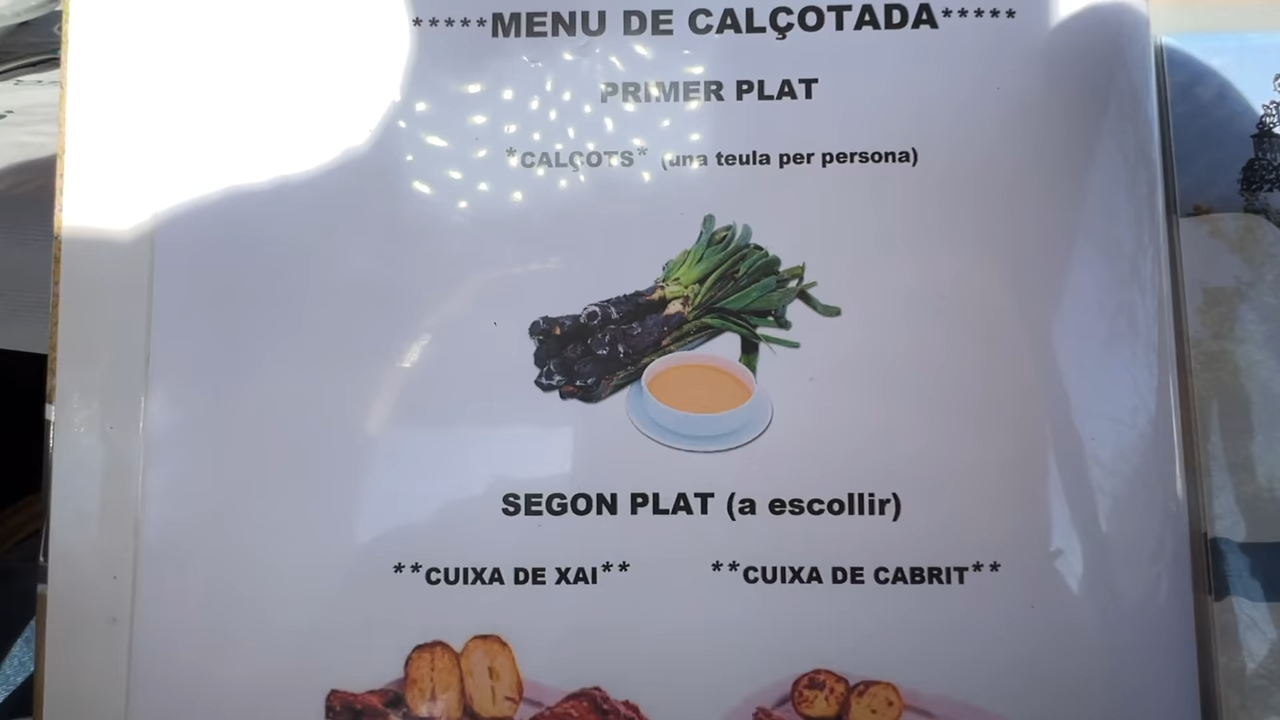 *****MENU DE CALÇOTADA*****
PRIMER PLAT
*CALÇOTS* (una teula per persona)
SEGON PLAT (a escollir)
**CUIXA DE XAI** **CUIXA DE CABRIT**